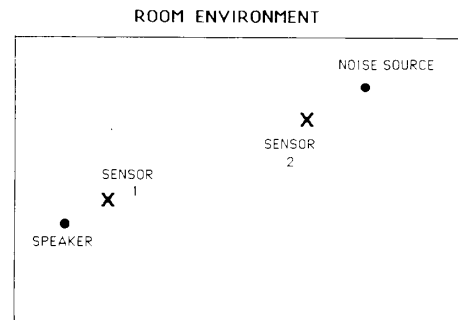 ROOM ENVIRONMENT
NOISE SOURCE
SENSOR
2
SENSOR
1
SPEAKER